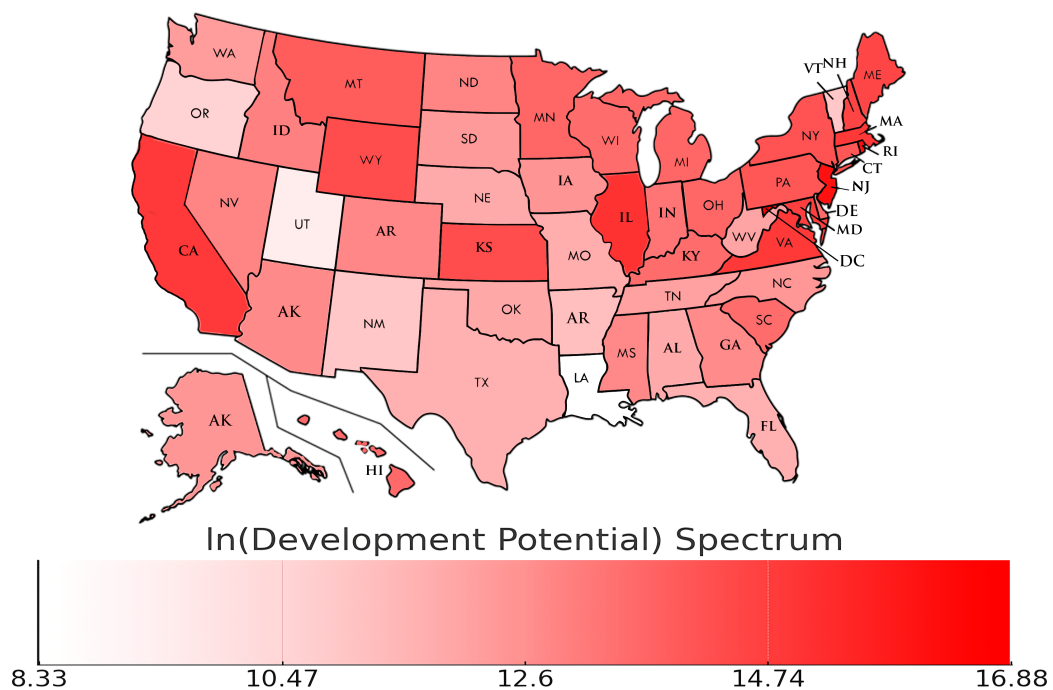 WA
MT
ND
MN
VT NH
ME
OR
ID
SD
WI
NY
MA
WY
MI
RI
CT
NV
NE
IA
PA
NJ
UT
AR
KS
MO
IL
IN
OH
WV
VA
DE
MD
DC
CA
KY
AK
NM
OK
AR
TN
NC
SC
TX
LA
MS
AL
GA
FL
AK
HI
ln(Development Potential) Spectrum
8.33 10.47 12.6 14.74 16.88